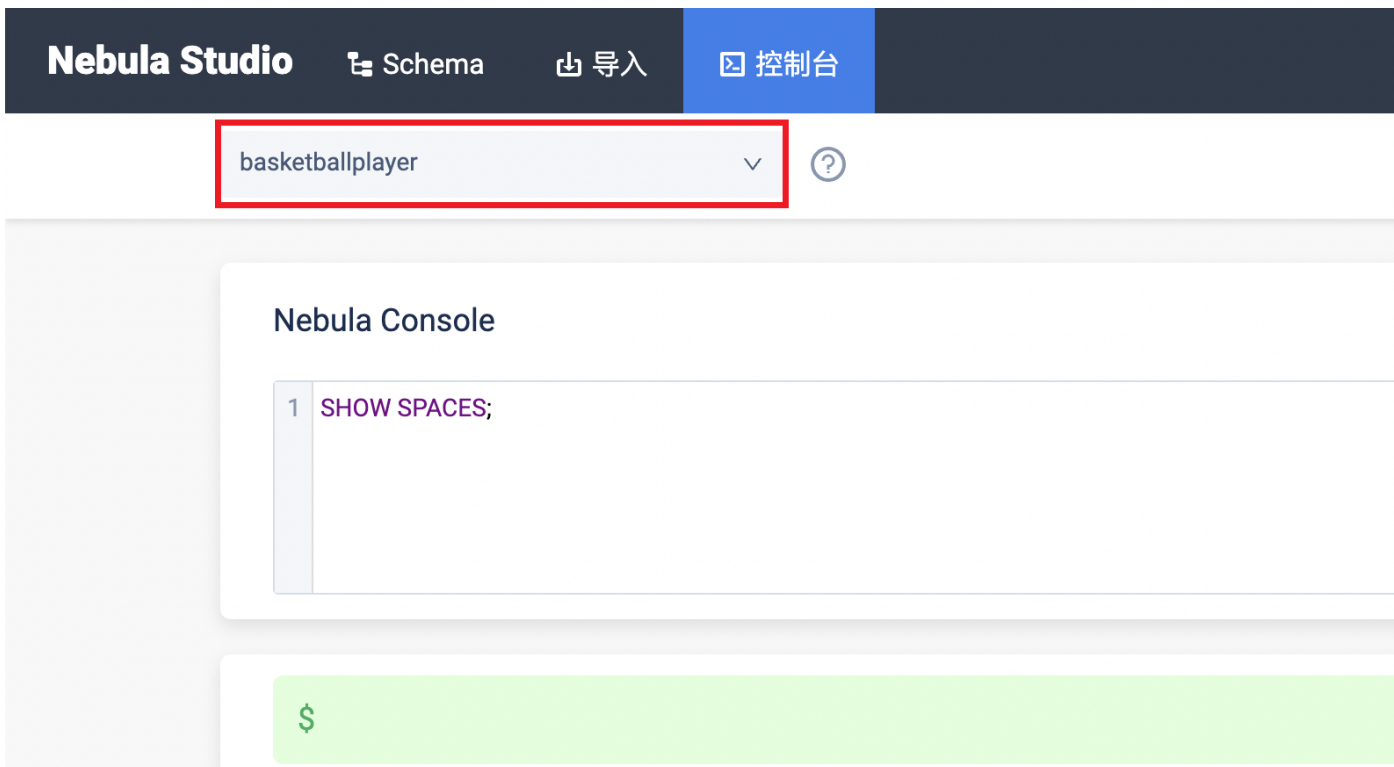 Nebula Studio Schema 导入 控制台
basketballplayer
Nebula Console
1 SHOW SPACES;
$